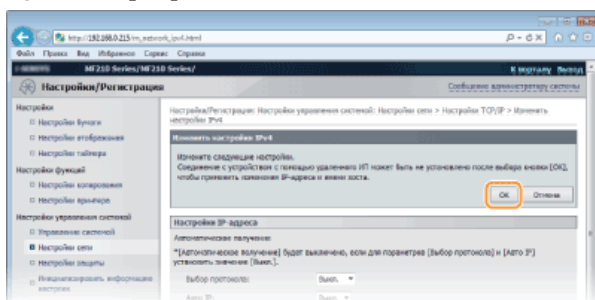 http://192.168.0.215/m_network_ipv4.html
Файл Правка Вид Избранное Сервис Справка
MF210 Series/MF210 Series/
К порталу Выход
Настройки/Регистрация
Сообщение администратору системы
Настройки
Настройки бумаги
Настройки отображения
Настройки таймера
Настройки функций
Настройки копирования
Настройки принтера
Настройки управления системой
Управление системой
Настройки сети
Настройки защиты
Инициализировать информацию настроек
Настройки/Регистрация: Настройки управления системой: Настройки сети > Настройки TCP/IP > Изменить
настройки IPv4
Изменить настройки IPv4
Измените следующие настройки.
Соединение с устройством с помощью удаленного ИП может быть не установлено после выбора кнопки [OK],
чтобы применить изменения IP-адреса и имени хоста.
OK Отмена
Настройки IP-адреса
Автоматическое получение
*[Автоматическое получение] будет выключено, если для параметров [Выбор протокола] и [Авто IP]
установить значение [Выкл.].
Выбор протокола: Выкл.
Авто IP: Выкл.